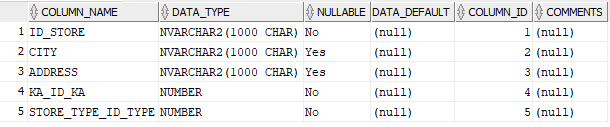 COLUMN_NAME DATA_TYPE NULLABLE DATA_DEFAULT COLUMN_ID COMMENTS
1 ID_STORE NVARCHAR2(1000 CHAR) No (null) 1 (null)
2 CITY NVARCHAR2(1000 CHAR) Yes (null) 2 (null)
3 ADDRESS NVARCHAR2(1000 CHAR) Yes (null) 3 (null)
4 KA_ID_KA NUMBER No (null) 4 (null)
5 STORE_TYPE_ID_TYPE NUMBER No (null) 5 (null)